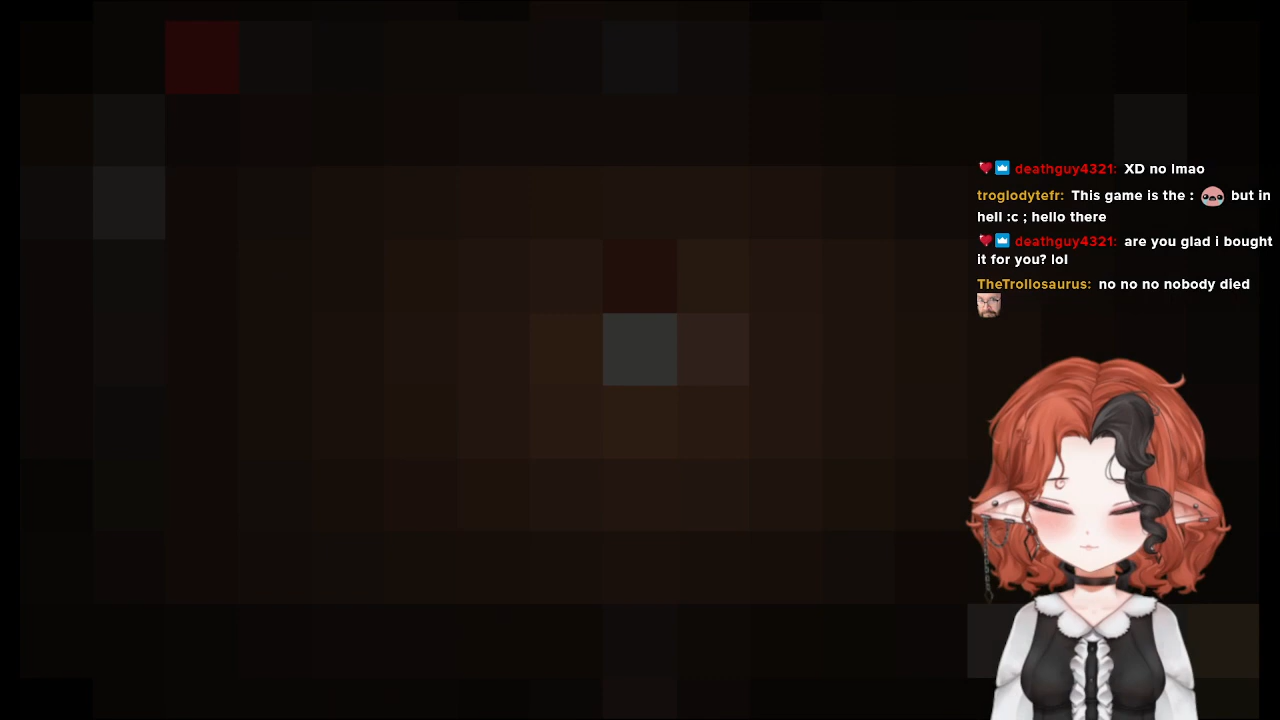 deathguy4321: XD no lmao
troglodytefr: This game is the : but in
hell :c ; hello there
deathguy4321: are you glad i bought
it for you? lol
TheTrollosaurus: no no no nobody died